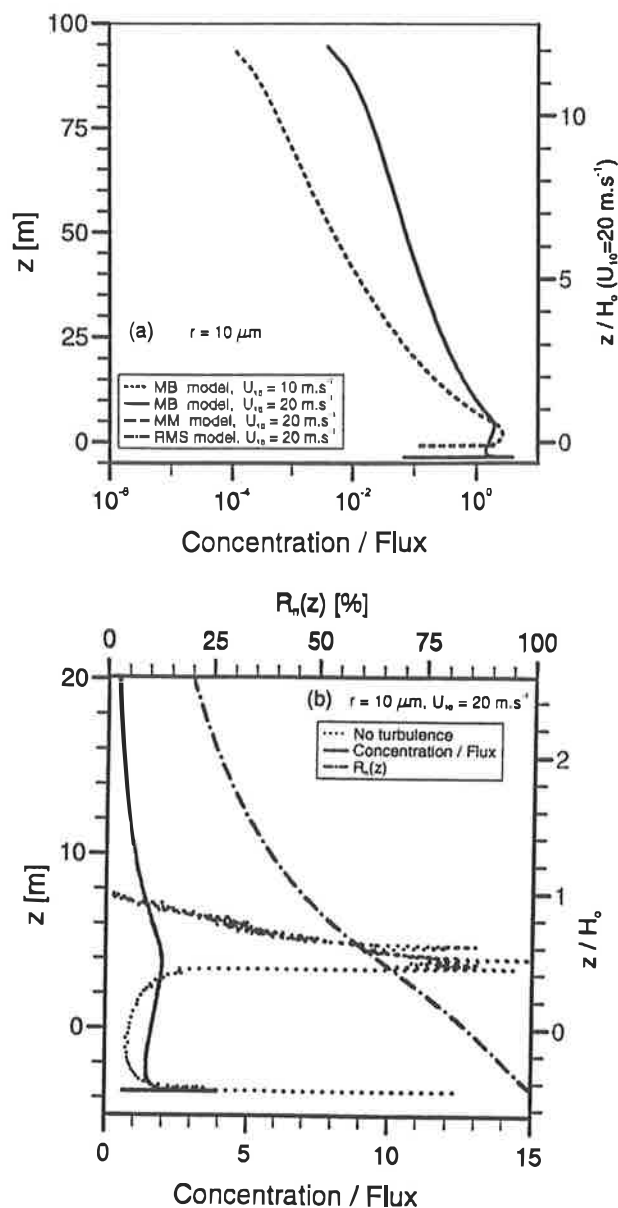 100
75
50
25
0
z [m]
10
5
0
z / H₀ (U₁₀=20 m.s⁻¹)
(a) r = 10 μm
MB model, U₁₀ = 10 m.s⁻¹
MB model, U₁₀ = 20 m.s⁻¹
MM model, U₁₀ = 20 m.s⁻¹
RMS model, U₁₀ = 20 m.s⁻¹
10⁻⁶ 10⁻⁴ 10⁻² 10⁰
Concentration / Flux
Rₙ(z) [%]
0 25 50 75 100
20
10
0
z [m]
2
1
0
z / H₀
(b) r = 10 μm, U₁₀ = 20 m.s⁻¹
No turbulence
Concentration / Flux
Rₙ(z)
0 5 10 15
Concentration / Flux